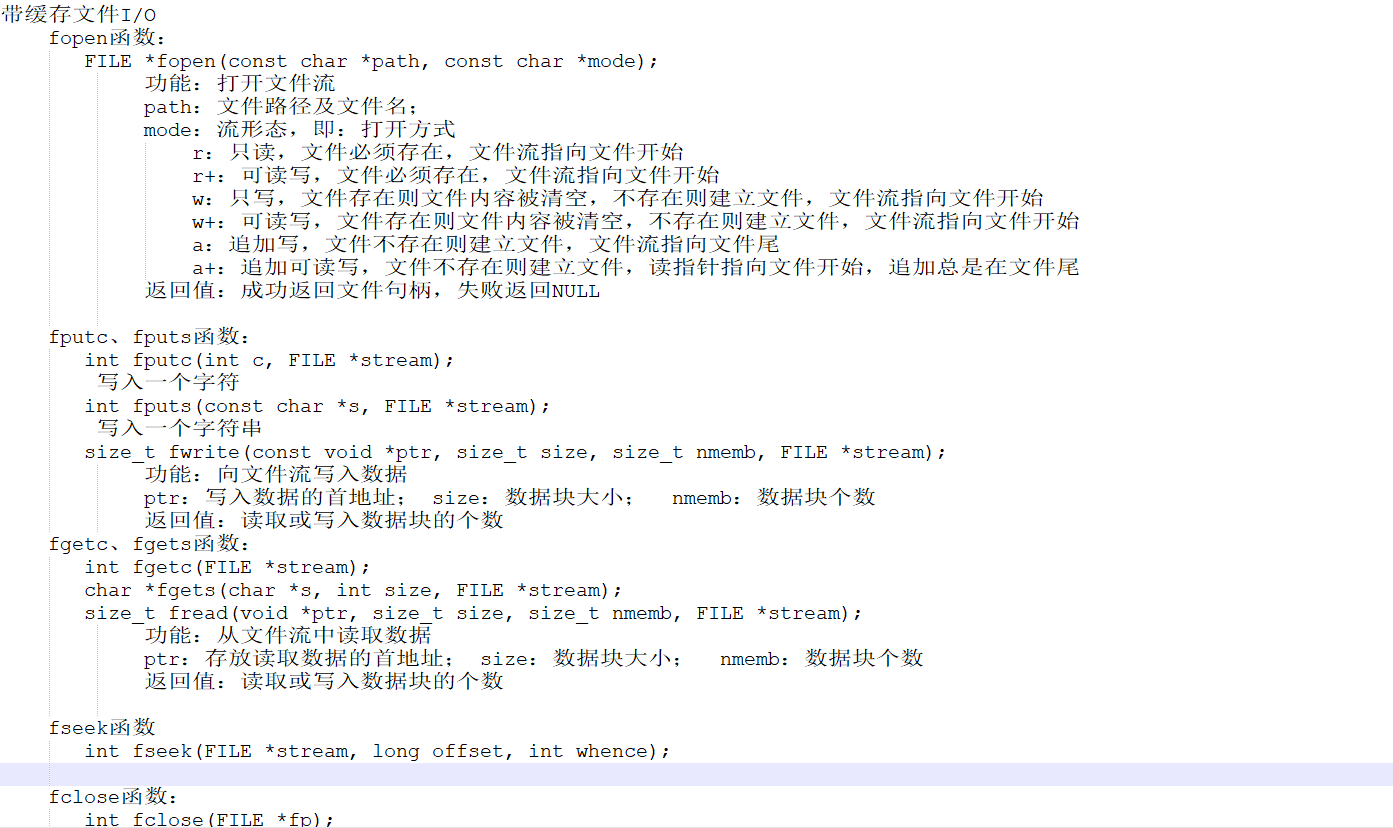 带缓存文件I/O
fopen函数：
FILE *fopen(const char *path, const char *mode);
功能：打开文件流
path：文件路径及文件名；
mode：流形态，即：打开方式
r：只读，文件必须存在，文件流指向文件开始
r+：可读写，文件必须存在，文件流指向文件开始
w：只写，文件存在则文件内容被清空，不存在则建立文件，文件流指向文件开始
w+：可读写，文件存在则文件内容被清空，不存在则建立文件，文件流指向文件开始
a：追加写，文件不存在则建立文件，文件流指向文件尾
a+：追加可读写，文件不存在则建立文件，读指针指向文件开始，追加总是在文件尾
返回值：成功返回文件句柄，失败返回NULL
fputc、fputs函数：
int fputc(int c, FILE *stream);
写入一个字符
int fputs(const char *s, FILE *stream);
写入一个字符串
size_t fwrite(const void *ptr, size_t size, size_t nmemb, FILE *stream);
功能：向文件流写入数据
ptr：写入数据的首地址； size：数据块大小； nmemb：数据块个数
返回值：读取或写入数据块的个数
fgetc、fgets函数：
int fgetc(FILE *stream);
char *fgets(char *s, int size, FILE *stream);
size_t fread(void *ptr, size_t size, size_t nmemb, FILE *stream);
功能：从文件流中读取数据
ptr：存放读取数据的首地址； size：数据块大小； nmemb：数据块个数
返回值：读取或写入数据块的个数
fseek函数
int fseek(FILE *stream, long offset, int whence);
fclose函数：
int fclose(FILE *fp);